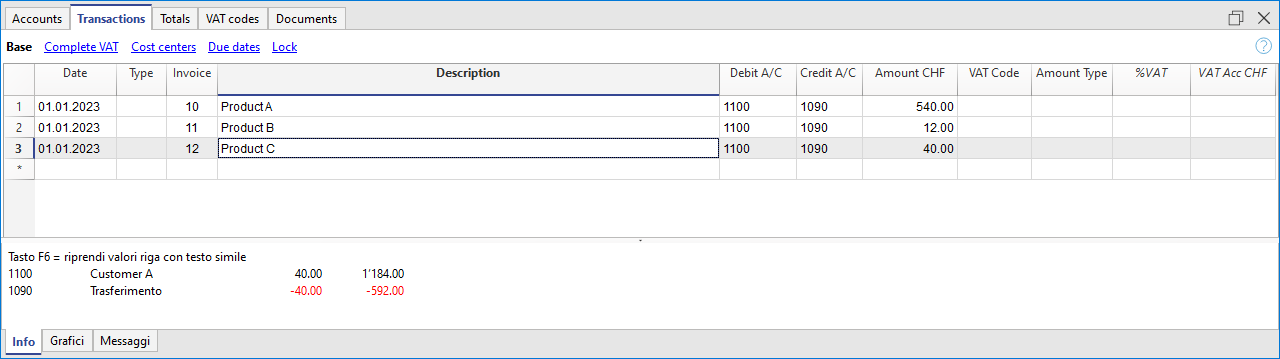 Accounts Transactions Totals VAT codes Documents
Base Complete VAT Cost centers Due dates Lock ?
Date Type Invoice Description Debit A/C Credit A/C Amount CHF VAT Code Amount Type %VAT VAT Acc CHF
1 01.01.2023 10 Product A 1100 1090 540.00
2 01.01.2023 11 Product B 1100 1090 12.00
3 01.01.2023 12 Product C 1100 1090 40.00
*
Tasto F6 = riprendi valori riga con testo simile
1100 Customer A 40.00 1'184.00
1090 Trasferimento -40.00 -592.00
Info Grafici Messaggi